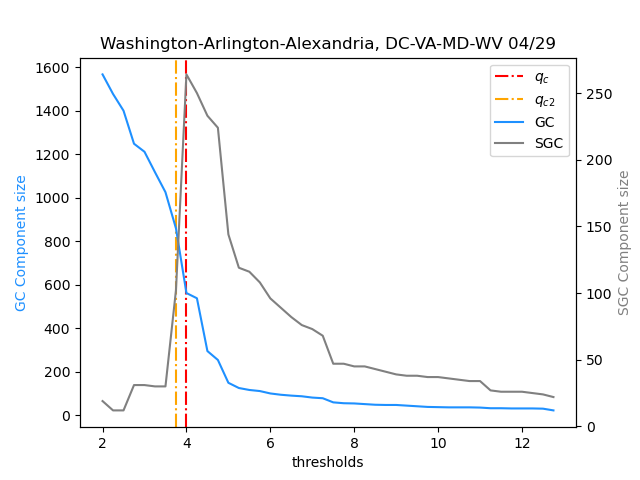 Washington-Arlington-Alexandria, DC-VA-MD-WV 04/29
1600
1400
1200
1000
800
600
400
200
0
GC Component size
2
4
6
8
10
12
thresholds
250
200
150
100
50
0
SGC Component size
q_c
q_c2
GC
SGC